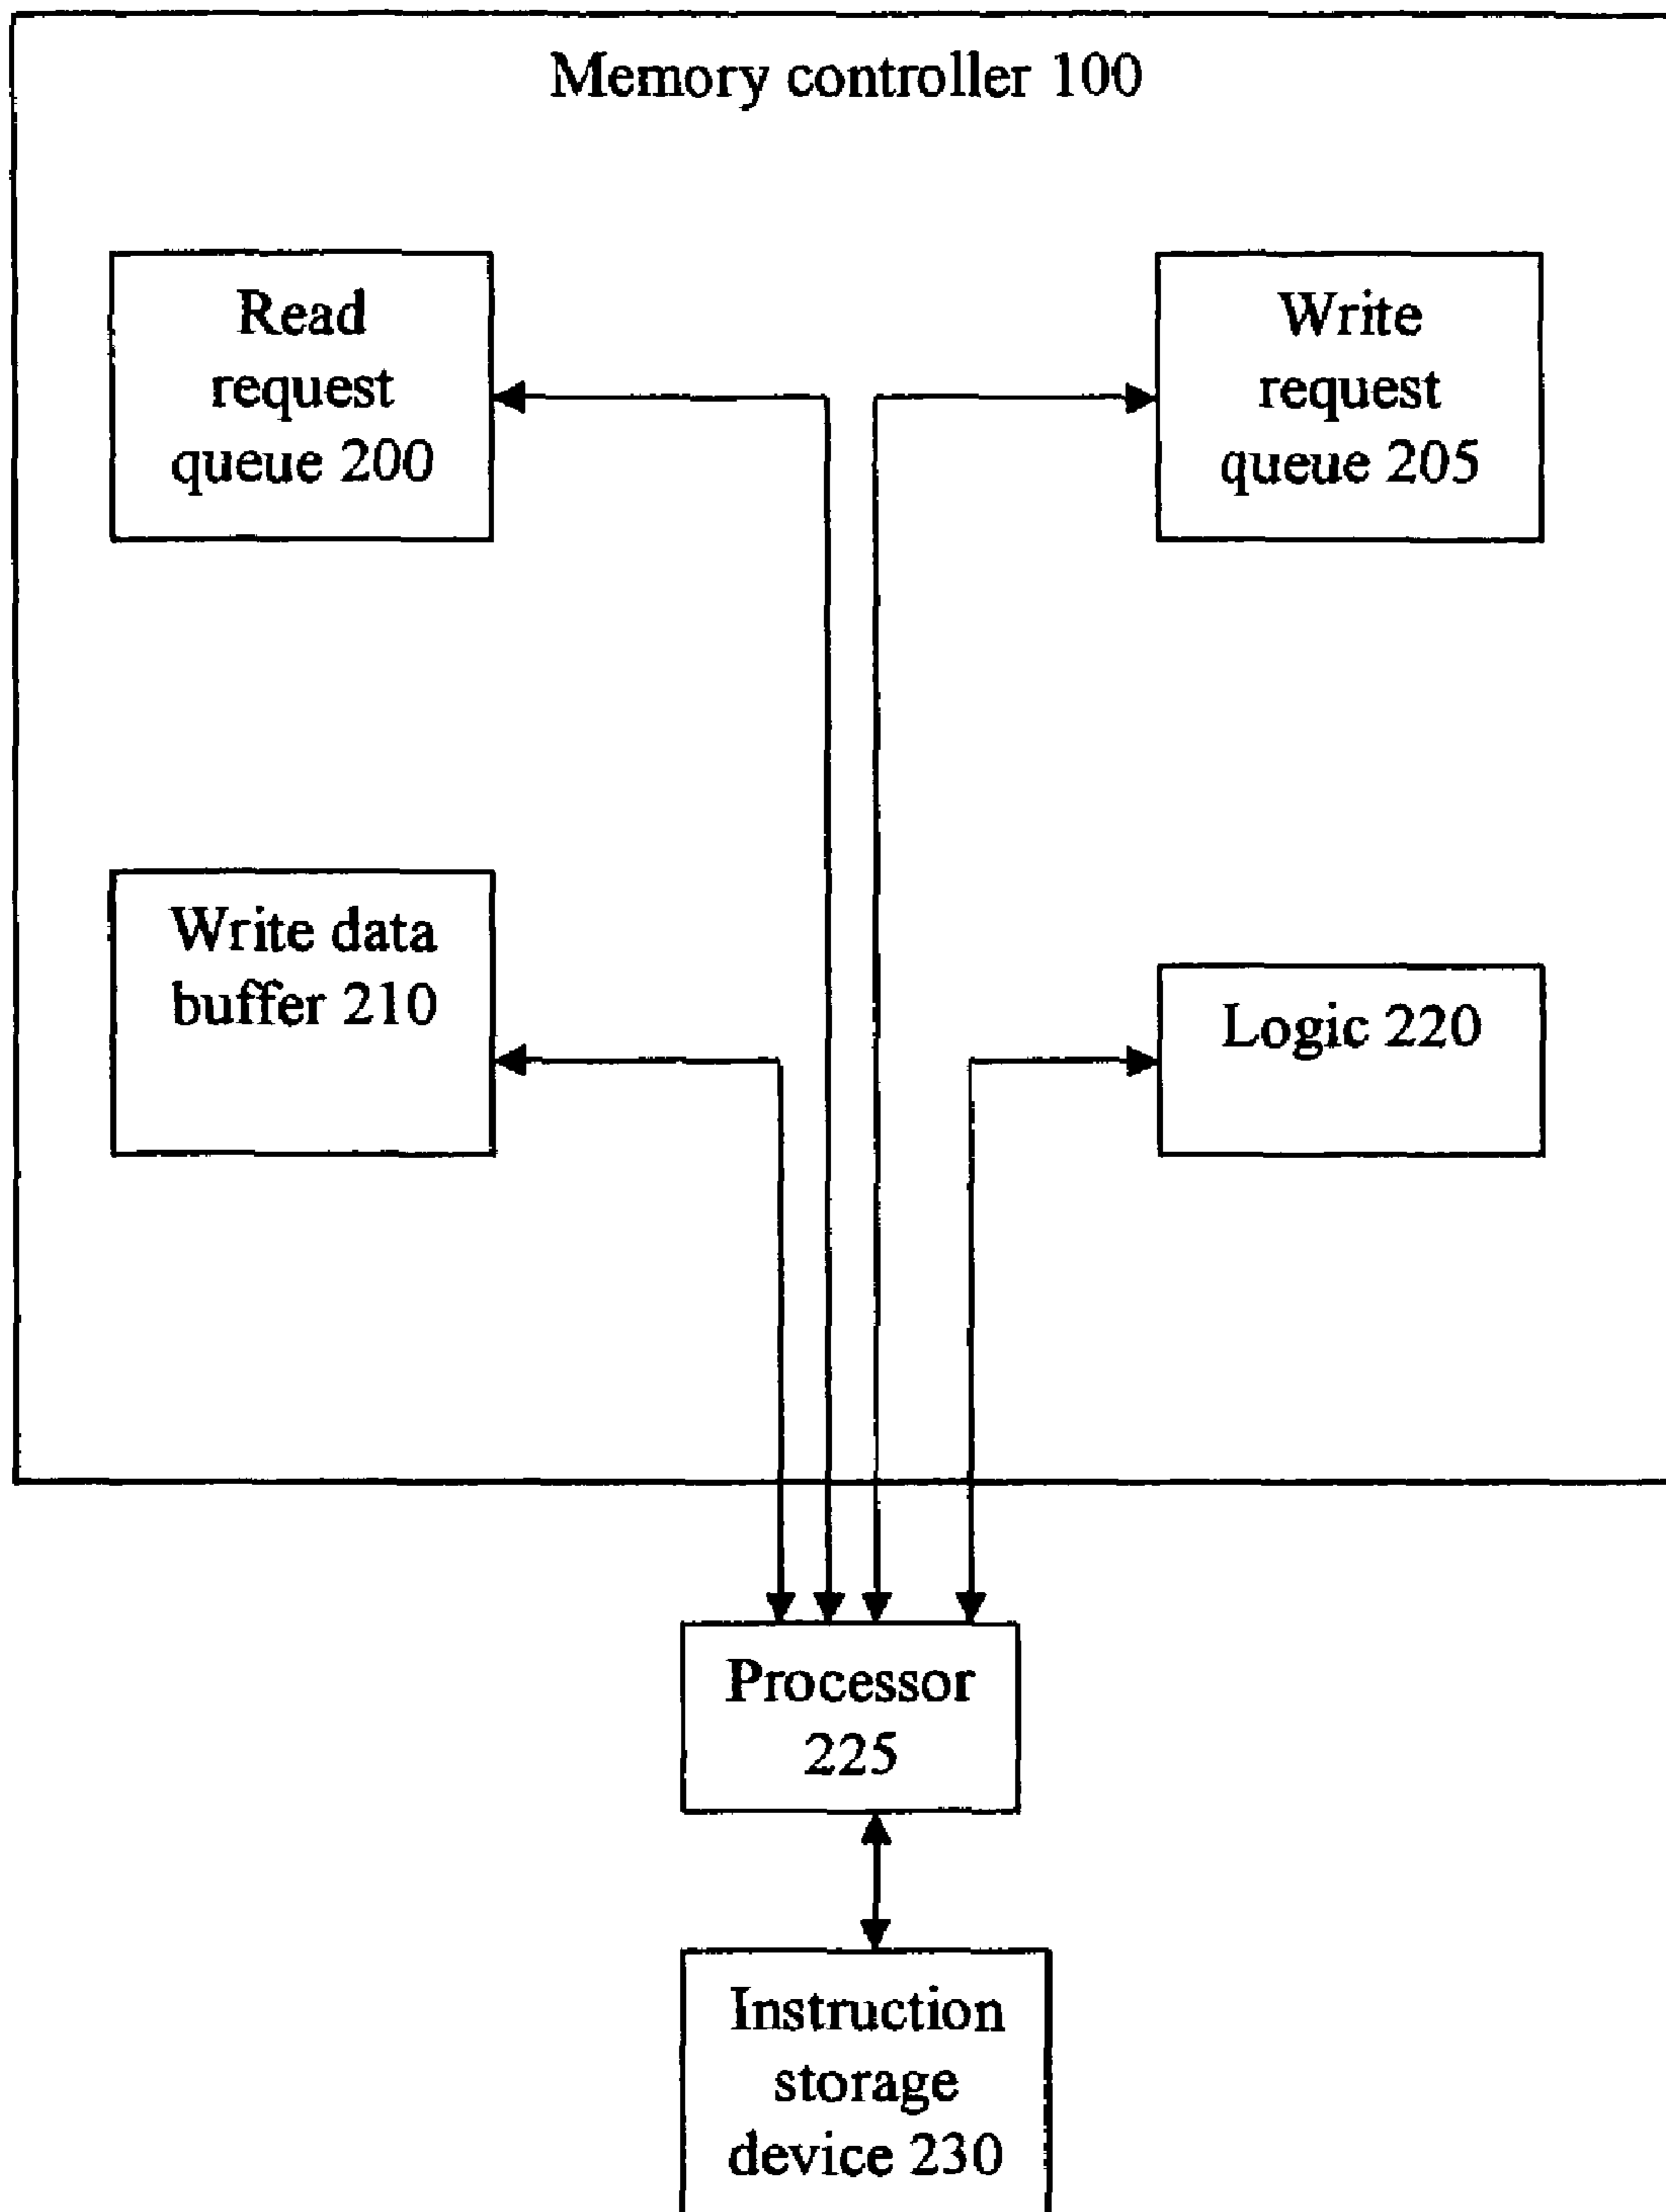 Memory controller 100
Read
request
queue 200
Write
request
queue 205
Write data
buffer 210
Logic 220
Processor
225
Instruction
storage
device 230